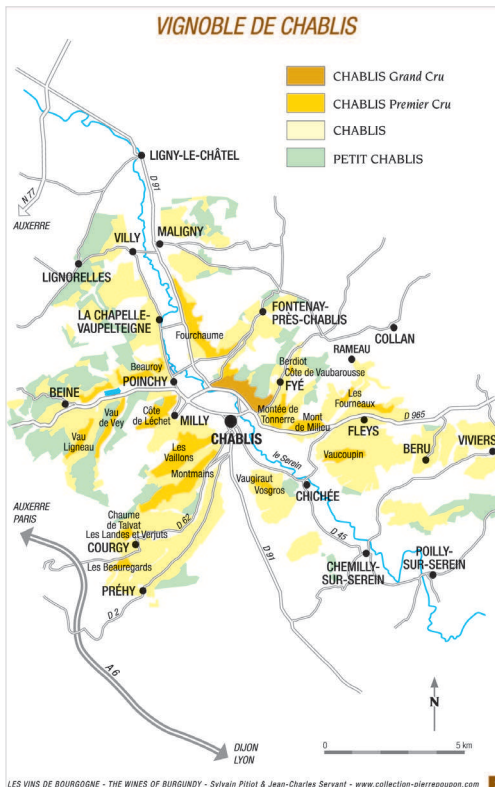 VIGNOBLE DE CHABLIS
CHABLIS Grand Cru
CHABLIS Premier Cru
CHABLIS
PETIT CHABLIS
LIGNY-LE-CHÂTEL
D 91
N 77
AUXERRE
MALIGNY
VILLY
LIGNORELLES
LA CHAPELLE-
VAUPELTEIGNE
FONTENAY-
PRÈS-CHABLIS
Fourchaume
COLLAN
RAMEAU
Berdiot
Côte de Vaubarousse
Beauroy
POINCHY
FYÉ
BEINE
Les
Fourneaux
Vau
de Vey
Côte
de Léchet
MILLY
Montée de
Tonnerre
Mont
de Milieu
D 965
FLEYS
CHABLIS
Vau
Ligneau
Les
Vaillons
Vaucoupin
BERU
VIVIERS
le Serein
Montmains
Vaugiraut
Vosgros
CHICHÉE
AUXERRE
PARIS
Chaume
de Talvat
Les Landes et Verjuts
D 62
COURGY
D 45
D 91
CHEMILLY-
SUR-SEREIN
POILLY-
SUR-SEREIN
Les Beauregards
PRÉHY
D 2
A 6
N
DIJON
LYON
0 5 km
LES VINS DE BOURGOGNE - THE WINES OF BURGUNDY - Sylvain Pitiot & Jean-Charles Servant - www.collection-pierrepoupon.com